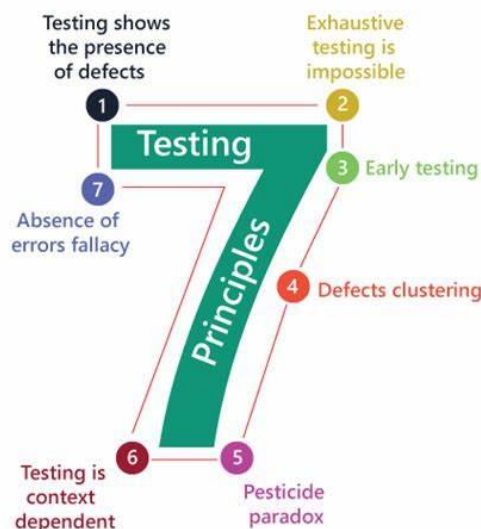 Testing shows
the presence
of defects
1
Exhaustive
testing is
impossible
2
Testing
3
Early testing
7
Absence of
errors fallacy
Principles
4
Defects clustering
6
Testing is
context
dependent
5
Pesticide
paradox